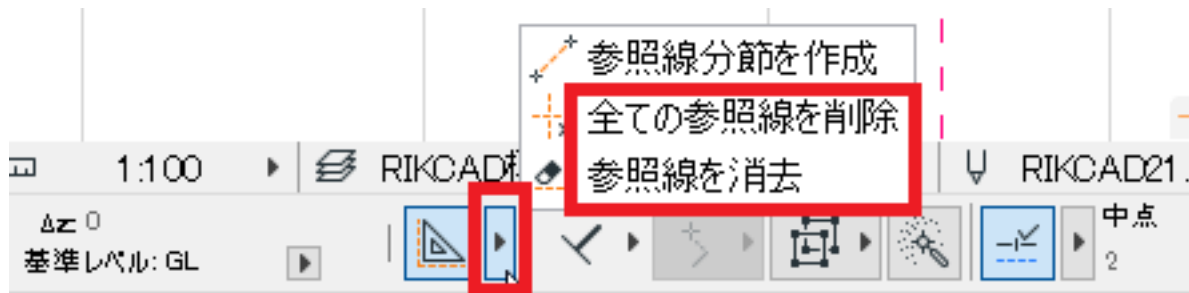 参照線分節を作成
全ての参照線を削除
参照線を消去
1:100
RIKCAD
RIKCAD21.
Δz 0
基準レベル: GL
中点
2